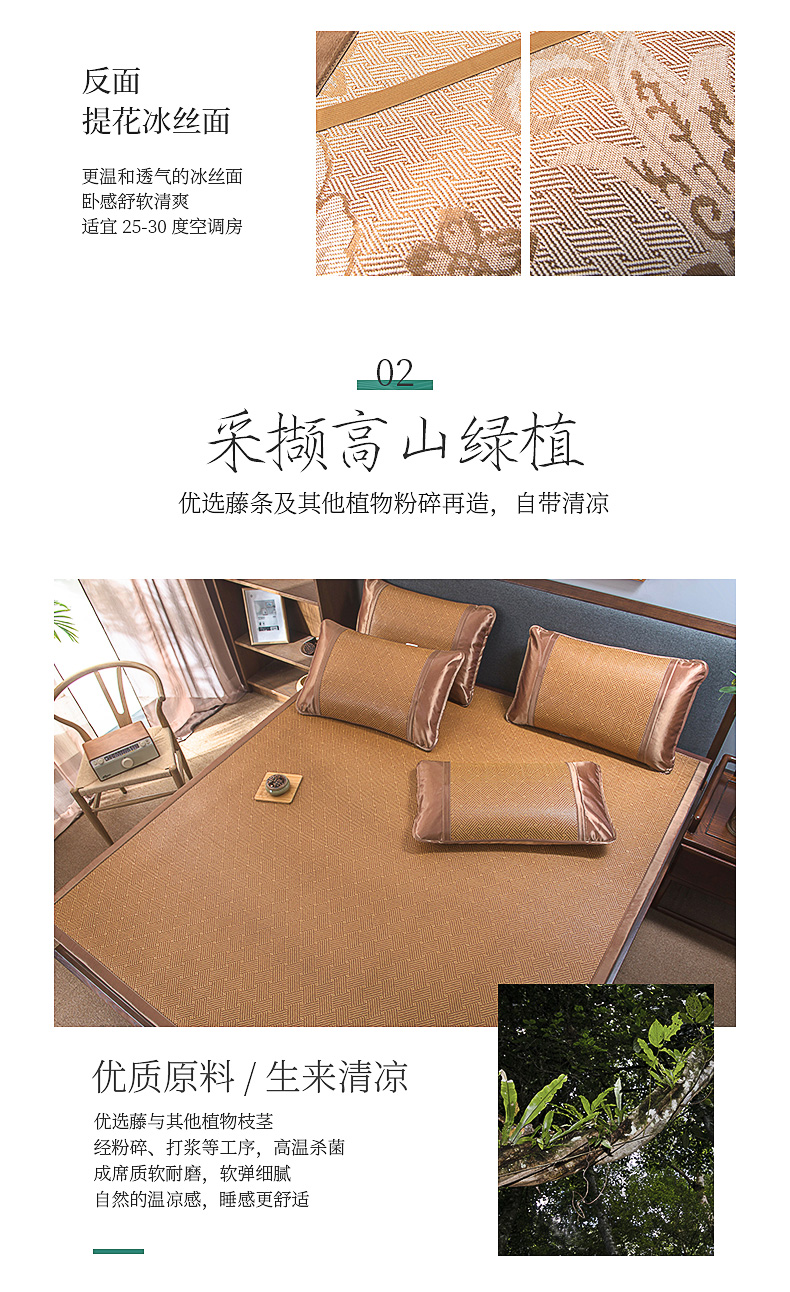 反面
提花冰丝面
更温和透气的冰丝面
卧感舒软清爽
适宜 25-30 度空调房
02
采撷高山绿植
优选藤条及其他植物粉碎再造，自带清凉
优质原料 / 生来清凉
优选藤与其他植物枝茎
经粉碎、打浆等工序，高温杀菌
成席质软耐磨，软弹细腻
自然的温凉感，睡感更舒适